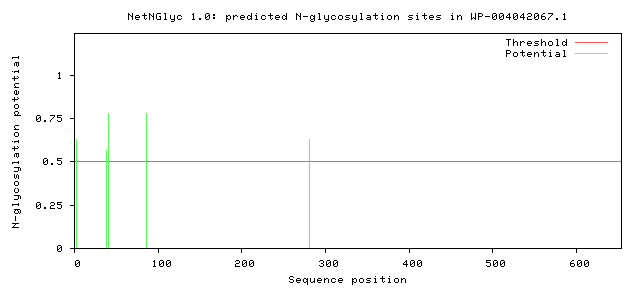 NetNGlyc 1.0: predicted N-glycosylation sites in WP-004042067.1
Threshold
Potential
N-glycosylation potential
1
0.75
0.5
0.25
0
0 100 200 300 400 500 600
Sequence position